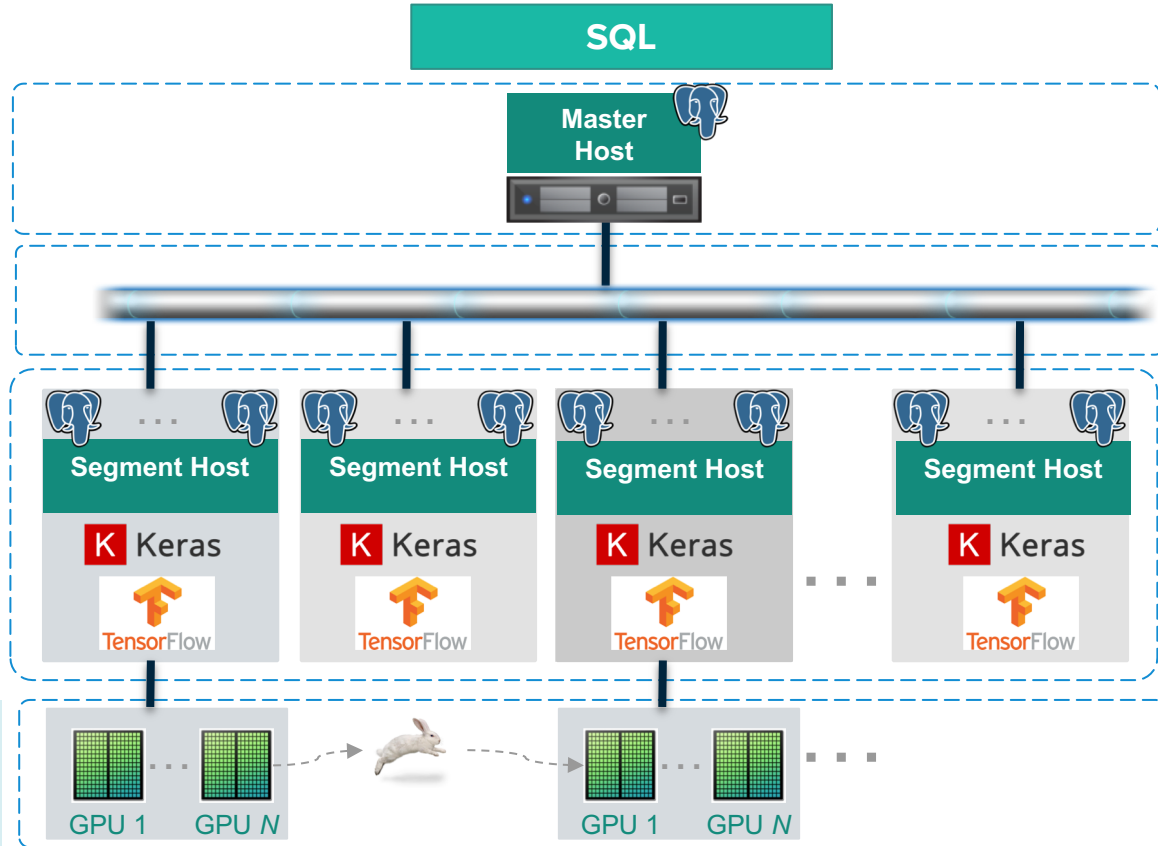 SQL
Master
Host
... ... ... ...
Segment Host Segment Host Segment Host Segment Host
K Keras K Keras K Keras K Keras
...
TensorFlow TensorFlow TensorFlow TensorFlow
... ... ...
GPU 1 GPU N GPU 1 GPU N